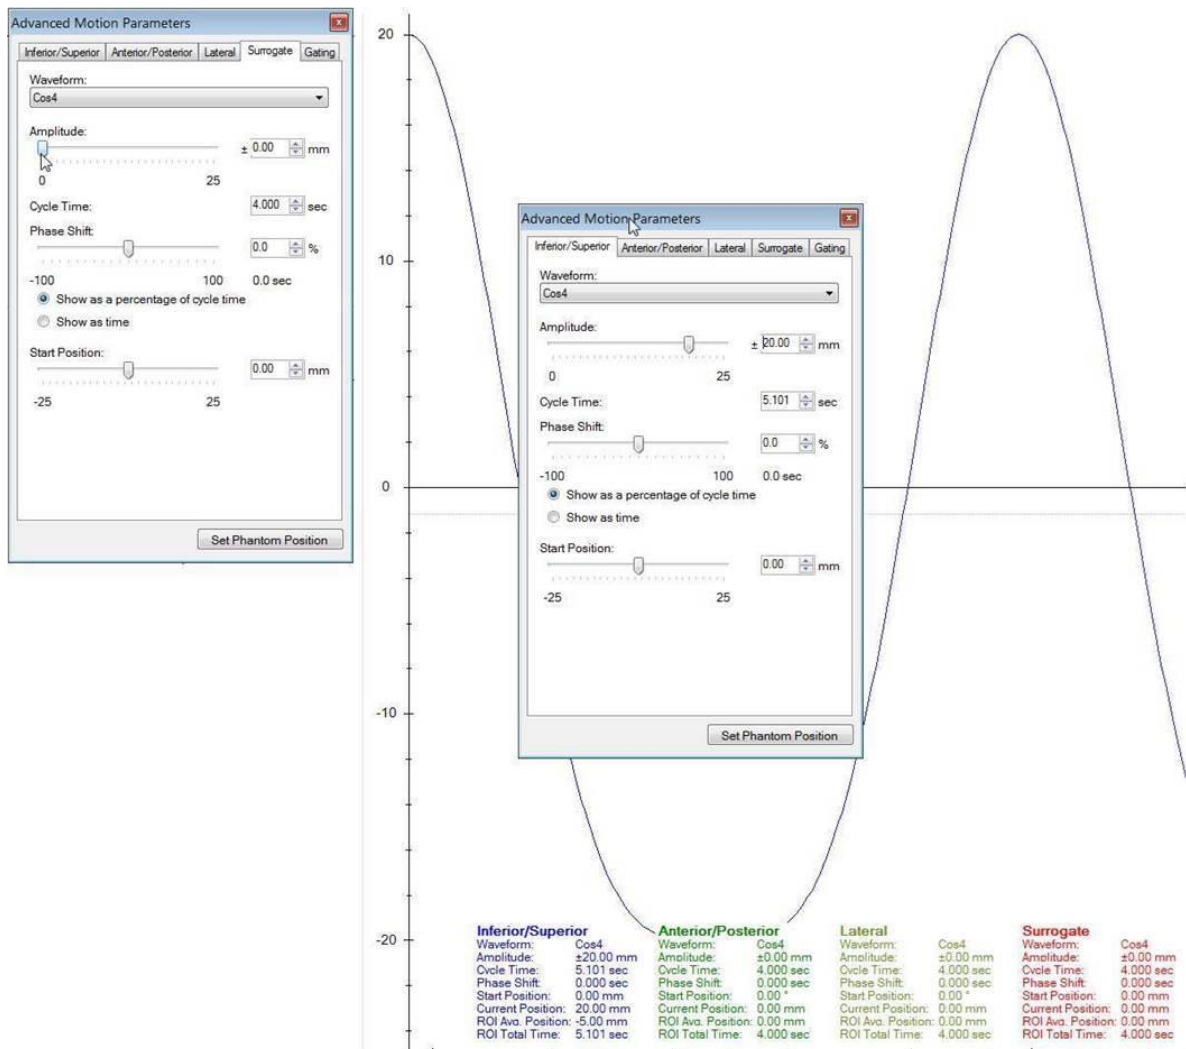 Advanced Motion Parameters
Inferior/Superior Anterior/Posterior Lateral Surrogate Gating
Waveform:
Cos4
Amplitude:
± 0.00 mm
0 25
Cycle Time: 4.000 sec
Phase Shift:
0.0 %
-100 100 0.0 sec
Show as a percentage of cycle time
Show as time
Start Position:
0.00 mm
-25 25
Set Phantom Position
20
10
0
-10
-20
Advanced Motion Parameters
Inferior/Superior Anterior/Posterior Lateral Surrogate Gating
Waveform:
Cos4
Amplitude:
± 20.00 mm
0 25
Cycle Time: 5.101 sec
Phase Shift:
0.0 %
-100 100 0.0 sec
Show as a percentage of cycle time
Show as time
Start Position:
0.00 mm
-25 25
Set Phantom Position
Inferior/Superior
Waveform: Cos4
Amplitude: ±20.00 mm
Cycle Time: 5.101 sec
Phase Shift: 0.000 sec
Start Position: 0.00 mm
Current Position: 20.00 mm
ROI Avg. Position: -5.00 mm
ROI Total Time: 5.101 sec
Anterior/Posterior
Waveform: Cos4
Amplitude: ±0.00 mm
Cycle Time: 4.000 sec
Phase Shift: 0.000 sec
Start Position: 0.00 °
Current Position: 0.00 mm
ROI Avg. Position: 0.00 mm
ROI Total Time: 4.000 sec
Lateral
Waveform: Cos4
Amplitude: ±0.00 mm
Cycle Time: 4.000 sec
Phase Shift: 0.000 sec
Start Position: 0.00 °
Current Position: 0.00 mm
ROI Avg. Position: 0.00 mm
ROI Total Time: 4.000 sec
Surrogate
Waveform: Cos4
Amplitude: ±0.00 mm
Cycle Time: 4.000 sec
Phase Shift: 0.000 sec
Start Position: 0.00 mm
Current Position: 0.00 mm
ROI Avg. Position: 0.00 mm
ROI Total Time: 4.000 sec